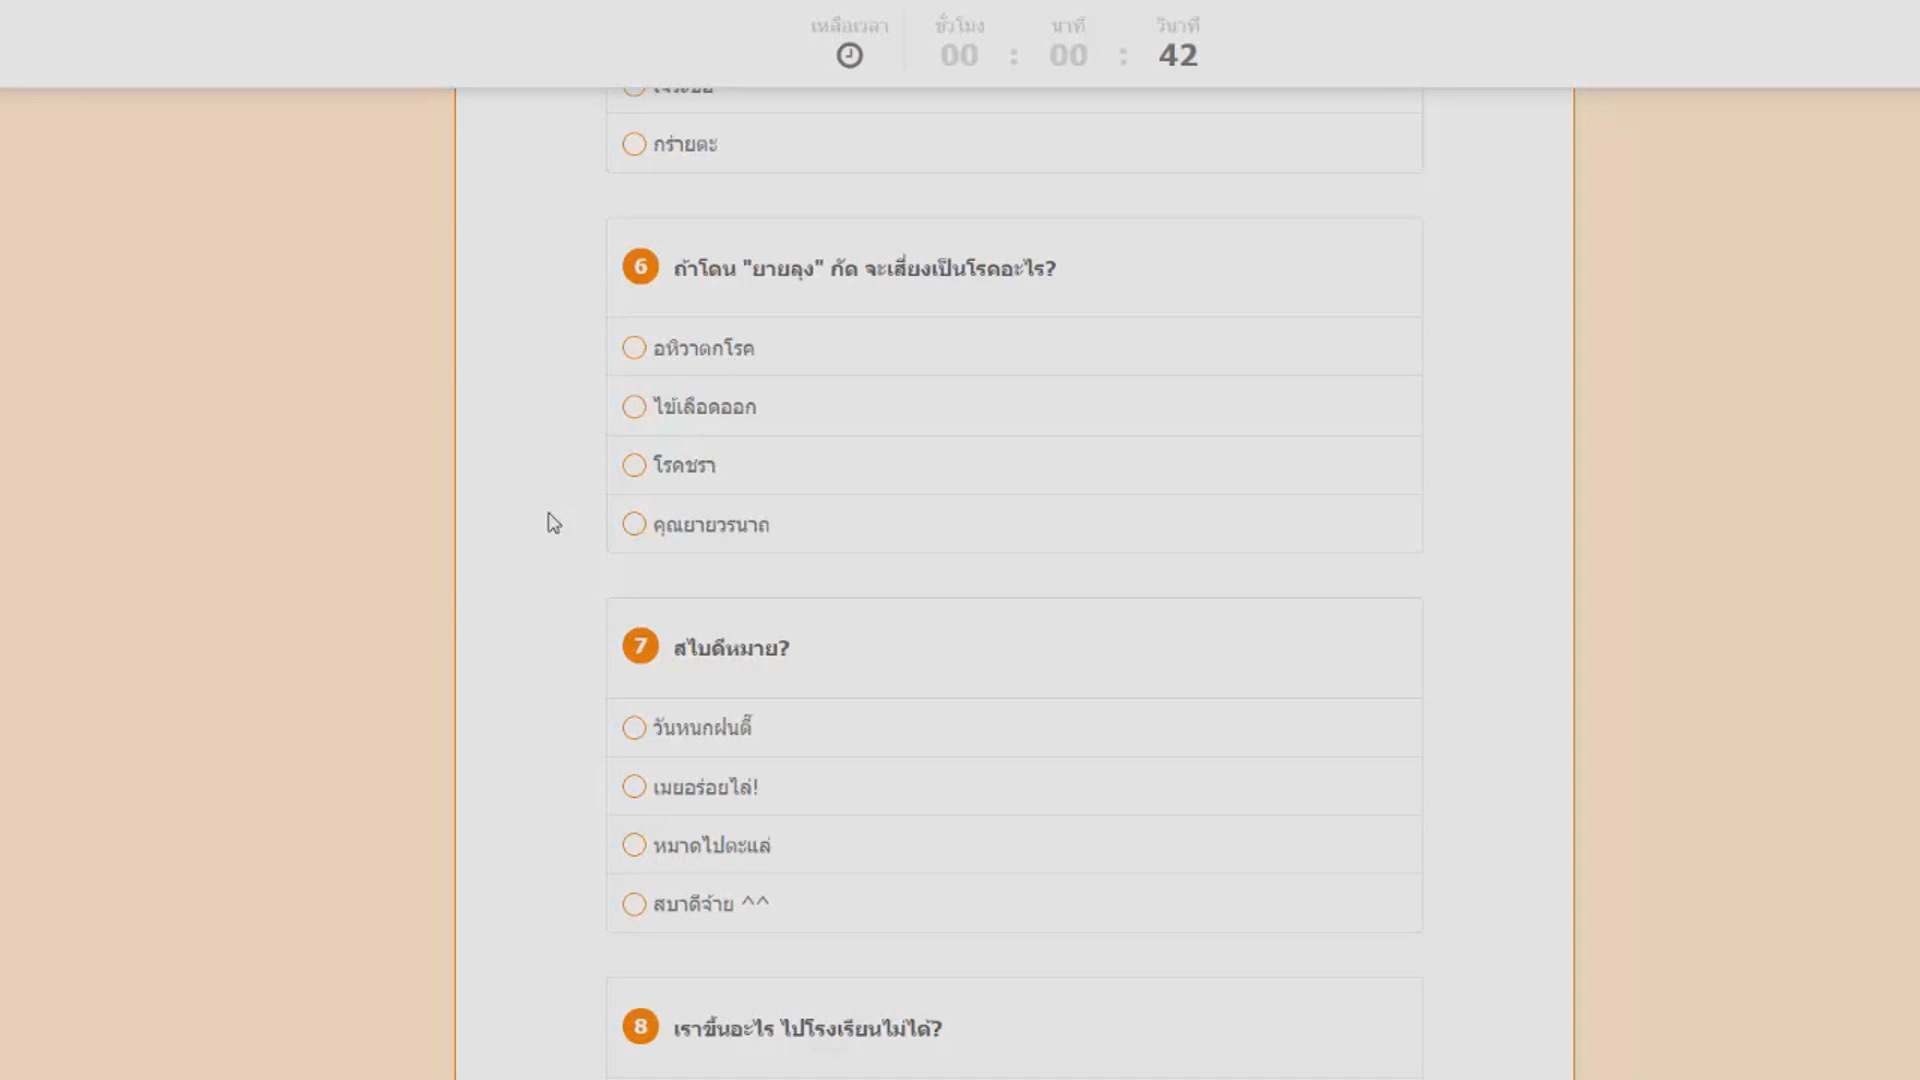 เหลือเวลา ชั่วโมง นาที วินาที
00 : 00 : 42
กร่ายตะ
6 ถ้าโดน "ยายลุง" กัด จะเสี่ยงเป็นโรคอะไร?
อหิวาตกโรค
ไข้เลือดออก
โรคชรา
คุณยายวรนาถ
7 สไบดีหมาย?
วันหนกฝนตี๊
เมยอร่อยไล่!
หมาดไปตะแล่
สบาดีจ้าย ^^
8 เราขึ้นอะไร ไปโรงเรียนไม่ได้?